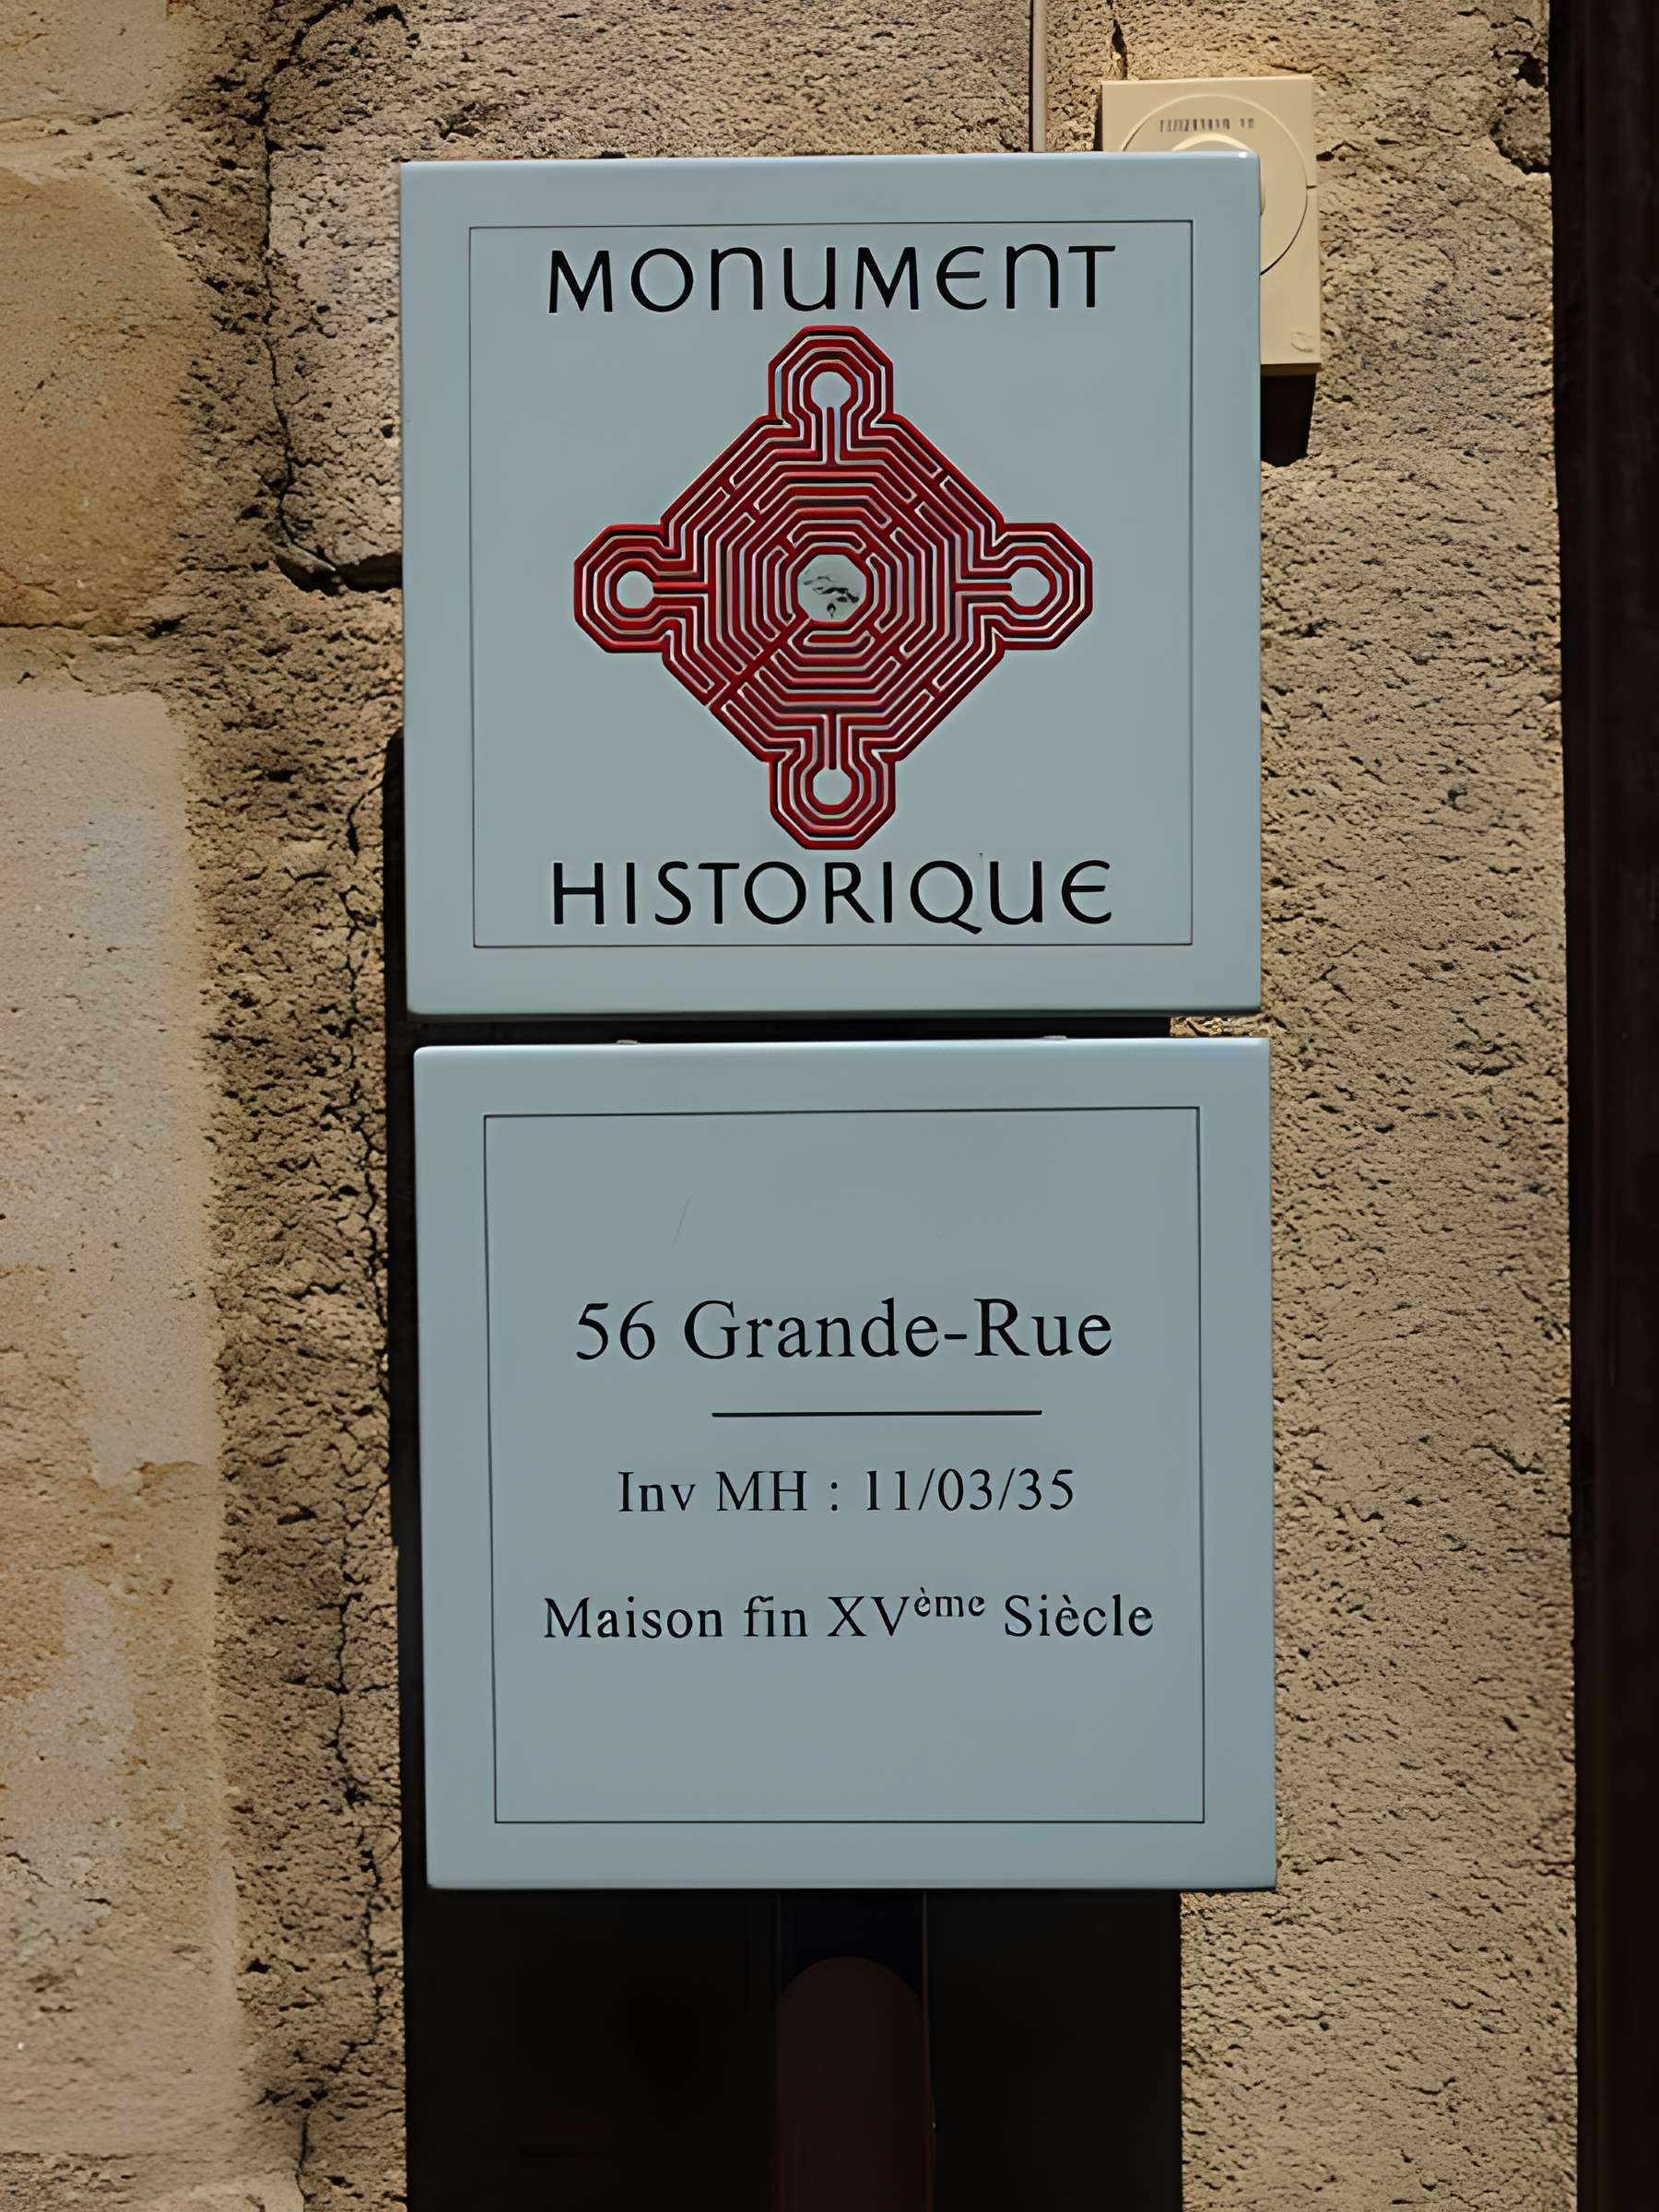 MONUMENT
HISTORIQUE
56 Grande-Rue
Inv MH : 11/03/35
Maison fin XVème Siècle